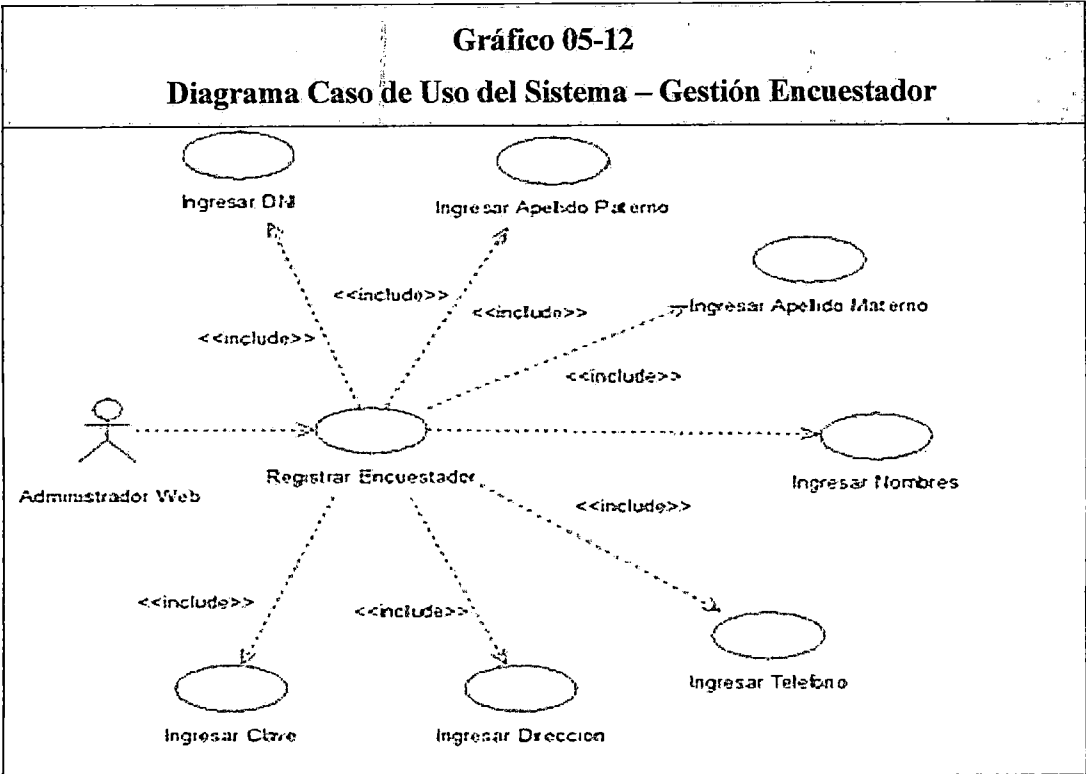 Gráfico 05-12
Diagrama Caso de Uso del Sistema – Gestión Encuestador
Ingresar DNI
Ingresar Apellido Paterno
<<include>>
<<include>>
<<include>>
Ingresar Apellido Materno
<<include>>
Administrador Web
Registrar Encuestador
Ingresar Nombres
<<include>>
<<include>>
<<include>>
Ingresar Telefono
Ingresar Clave
Ingresar Direccion